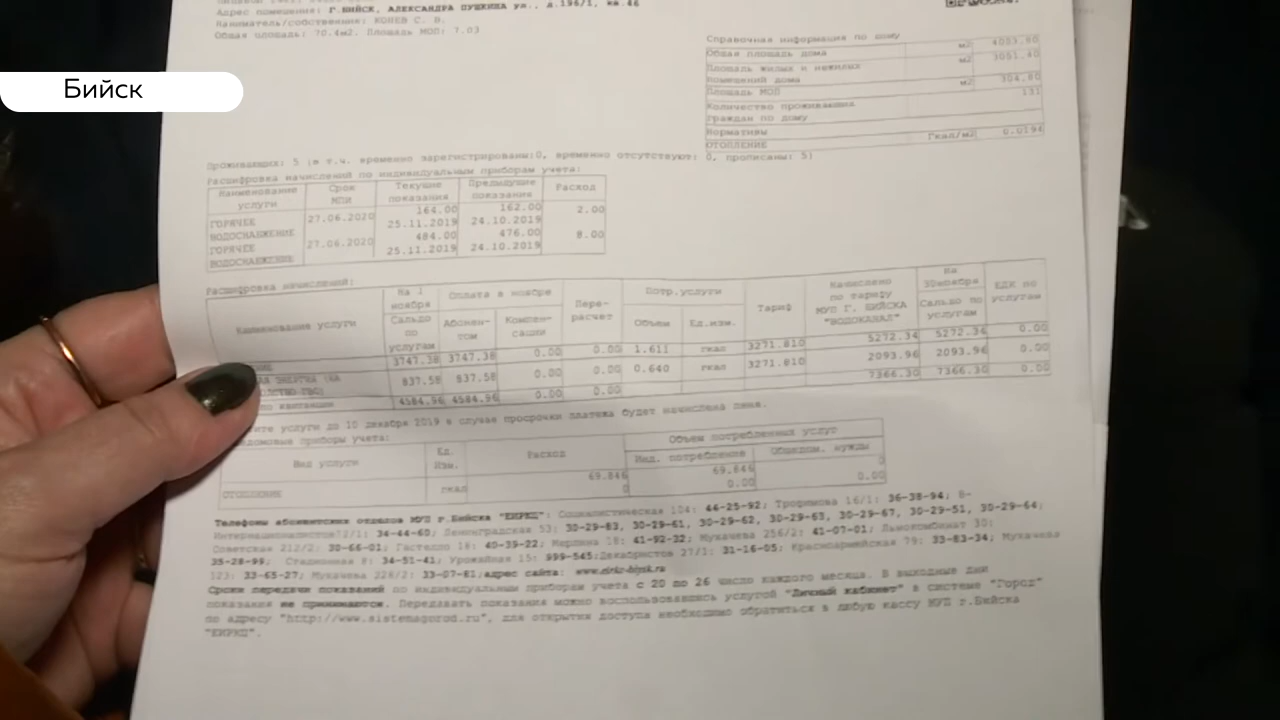 Адрес помещения: Г.БИЙСК, АЛЕКСАНДРА ПУШКИНА ул., д.196/1, кв.46
Наниматель/собственник: КОНЕВ С. В.
Общая площадь: 70.4м2. Площадь МОП: 7.03
Бийск
Справочная информация по дому
Общая площадь дома м2
Площадь жилых и нежилых помещений дома м2
Площадь МОП м2 304.80
Количество проживающих граждан по дому 131
Нормативы
ОТОПЛЕНИЕ Гкал/м2 0.0194
Проживающих: 5 (в т.ч. временно зарегистрированы:0, временно отсутствуют: 0, прописаны: 5)
Расшифровка начислений по индивидуальным приборам учета:
Наименование услуги Срок МПИ Текущие показания Предыдущие показания Расход
ГОРЯЧЕЕ ВОДОСНАБЖЕНИЕ 27.06.2020 164.00 25.11.2019 162.00 24.10.2019 2.00
ГОРЯЧЕЕ ВОДОСНАБЖЕНИЕ 27.06.2020 484.00 25.11.2019 476.00 24.10.2019 8.00
Расшифровка начислений:
Наименование услуги На 1 ноября Сальдо по услугам Оплата в ноябре Абонентом Компенсации Перерасчет Потр.услуги Объем Ед.изм. Тариф Начислено по тарифу МУП Г. БИЙСКА "ВОДОКАНАЛ" На 30ноября Сальдо по услугам ЕДК по услугам
3747.38 3747.38 0.00 0.00 1.611 гкал 3271.810 5272.34 5272.34 0.00
837.58 837.58 0.00 0.00 0.640 гкал 3271.810 2093.96 2093.96 0.00
по квитанции 4584.96 4584.96 0.00 0.00 7366.30 7366.30 0.00
услуги до 10 декабря 2019 в случае просрочки платежа будет начислена пеня.
приборы учета:
Вид услуги Ед. Изм. Расход Объем потребленных услуг Инд. потребление Общедом. нужды
ОТОПЛЕНИЕ гкал 69.846 69.846 0
0 0.00 0.00
Телефоны абонентских отделов МУП г.Бийска "ЕИРКЦ": Социалистическая 104: 44-25-92; Трофимова 16/1: 36-38-94; В-
Интернационалистов72/1: 34-44-60; Ленинградская 53: 30-29-83, 30-29-61, 30-29-62, 30-29-63, 30-29-67, 30-29-51, 30-29-64;
Советская 212/2: 30-66-01; Гастелло 18: 40-39-22; Мерлина 18: 41-92-32; Мухачева 256/2: 41-07-01; Льнокомбинат 30:
35-28-99; Стадионная 8: 34-51-41; Урожайная 15: 999-545;Декабристов 27/1: 31-16-05; Красноармейская 79: 33-83-34; Мухачева
123: 33-65-27; Мухачева 226/2: 33-07-81;адрес сайта: www.eirkc-biysk.ru
Сроки передачи показаний по индивидуальным приборам учета с 20 по 26 число каждого месяца. В выходные дни
показания не принимаются. Передавать показания можно воспользовавшись услугой "Личный кабинет" в системе "Город"
по адресу "http://www.sistemagorod.ru", для открытия доступа необходимо обратиться в любую кассу МУП г.Бийска
"ЕИРКЦ".